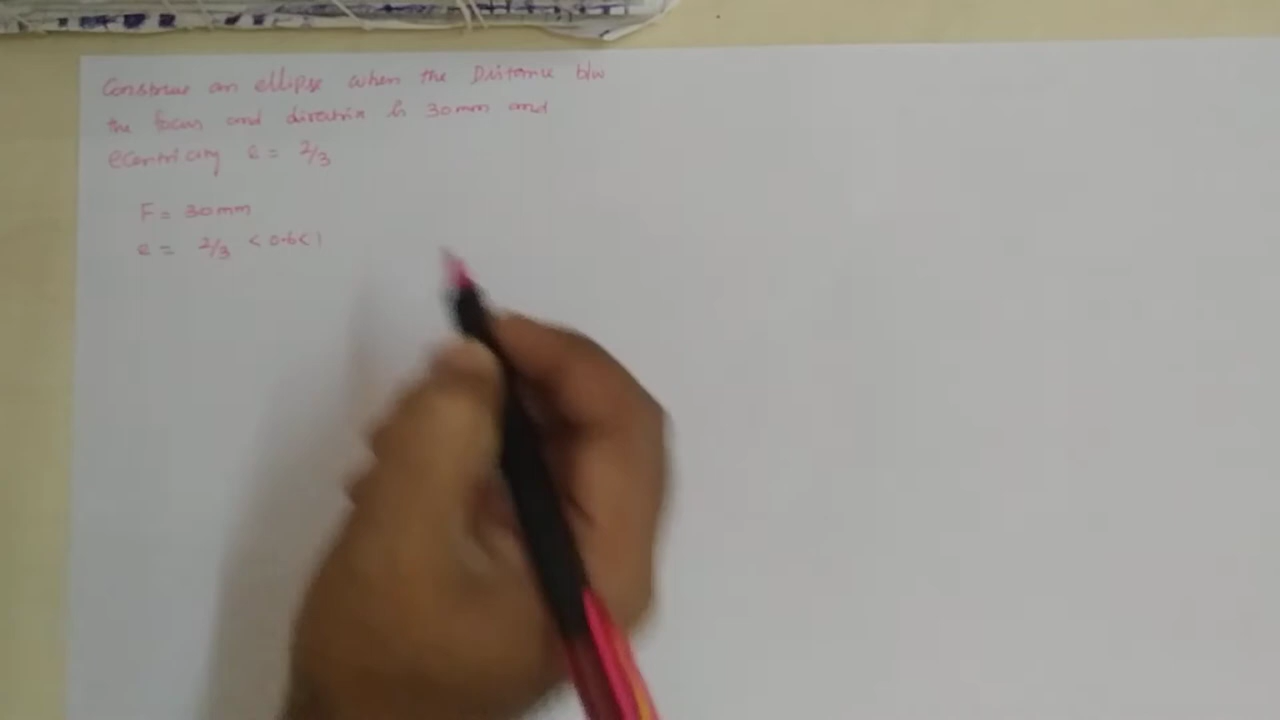 Construe an ellipse when the Distance b/w
the focus and directrix is 30mm and
eccentricity e = 2/3
F = 30mm
e = 2/3 < 0.6 < 1